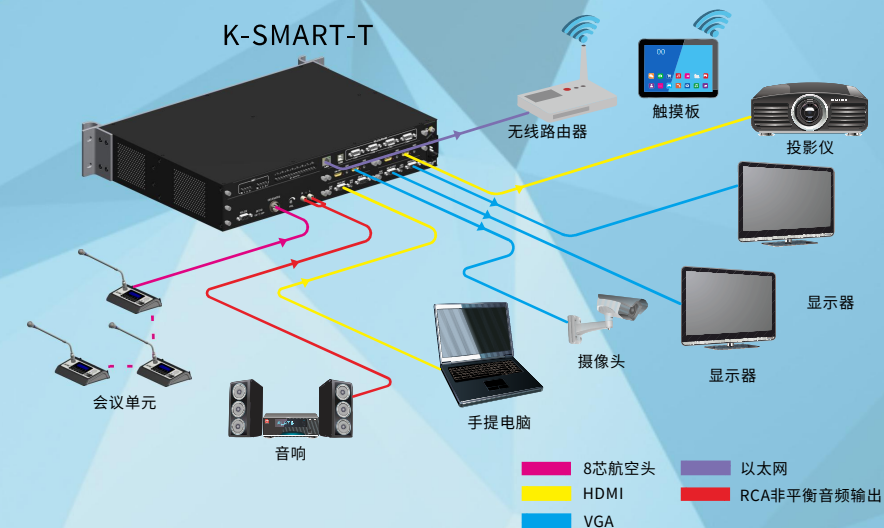 K-SMART-T
无线路由器
触摸板
投影仪
显示器
摄像头
显示器
会议单元
手提电脑
音响
8芯航空头
以太网
HDMI
RCA非平衡音频输出
VGA